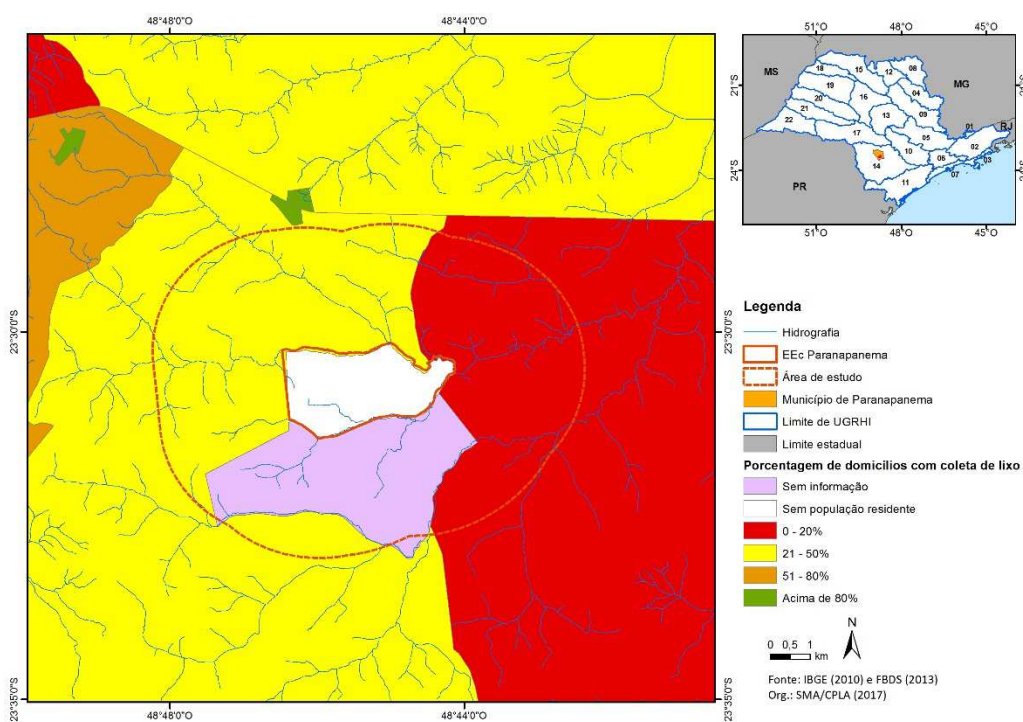 48°48'0"O
48°44'0"O
23°30'0"S
23°30'0"S
23°35'0"S
23°35'0"S
48°48'0"O
48°44'0"O
51°O
48°O
45°O
21°S
24°S
MS
MG
RJ
PR
18
15
12
08
19
16
04
20
21
13
09
22
17
05
01
10
02
14
06
03
07
11
51°O
48°O
45°O
Legenda
Hidrografia
EEc Paranapanema
Área de estudo
Município de Paranapanema
Limite de UGRHI
Limite estadual
Porcentagem de domicilios com coleta de lixo
Sem informação
Sem população residente
0 - 20%
21 - 50%
51 - 80%
Acima de 80%
N
0 0,5 1
km
Fonte: IBGE (2010) e FBDS (2013)
Org.: SMA/CPLA (2017)